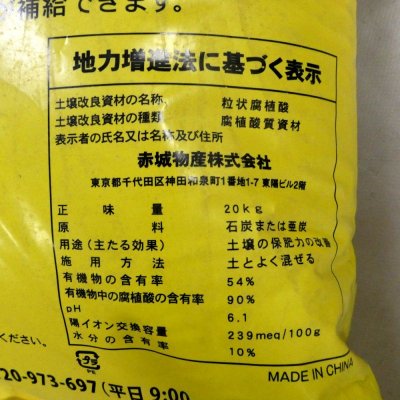 補給できます。
地力増進法に基づく表示
土壌改良資材の名称 粒状腐植酸
土壌改良資材の種類 腐植酸質資材
表示者の氏名又は名称及び住所
赤城物産株式会社
東京都千代田区神田和泉町1番地1-7 東陽ビル2階
正味量 20kg
原料 石炭または亜炭
用途(主たる効果) 土壌の保肥力の改善
施用方法 土とよく混ぜる
有機物の含有率 54%
有機物中の腐植酸の含有率 90%
pH 6.1
陽イオン交換容量 239meq/100g
水分の含有率 10%
ください。
プラ
PE
MADE IN CHINA
20-973-697(平日 9:00